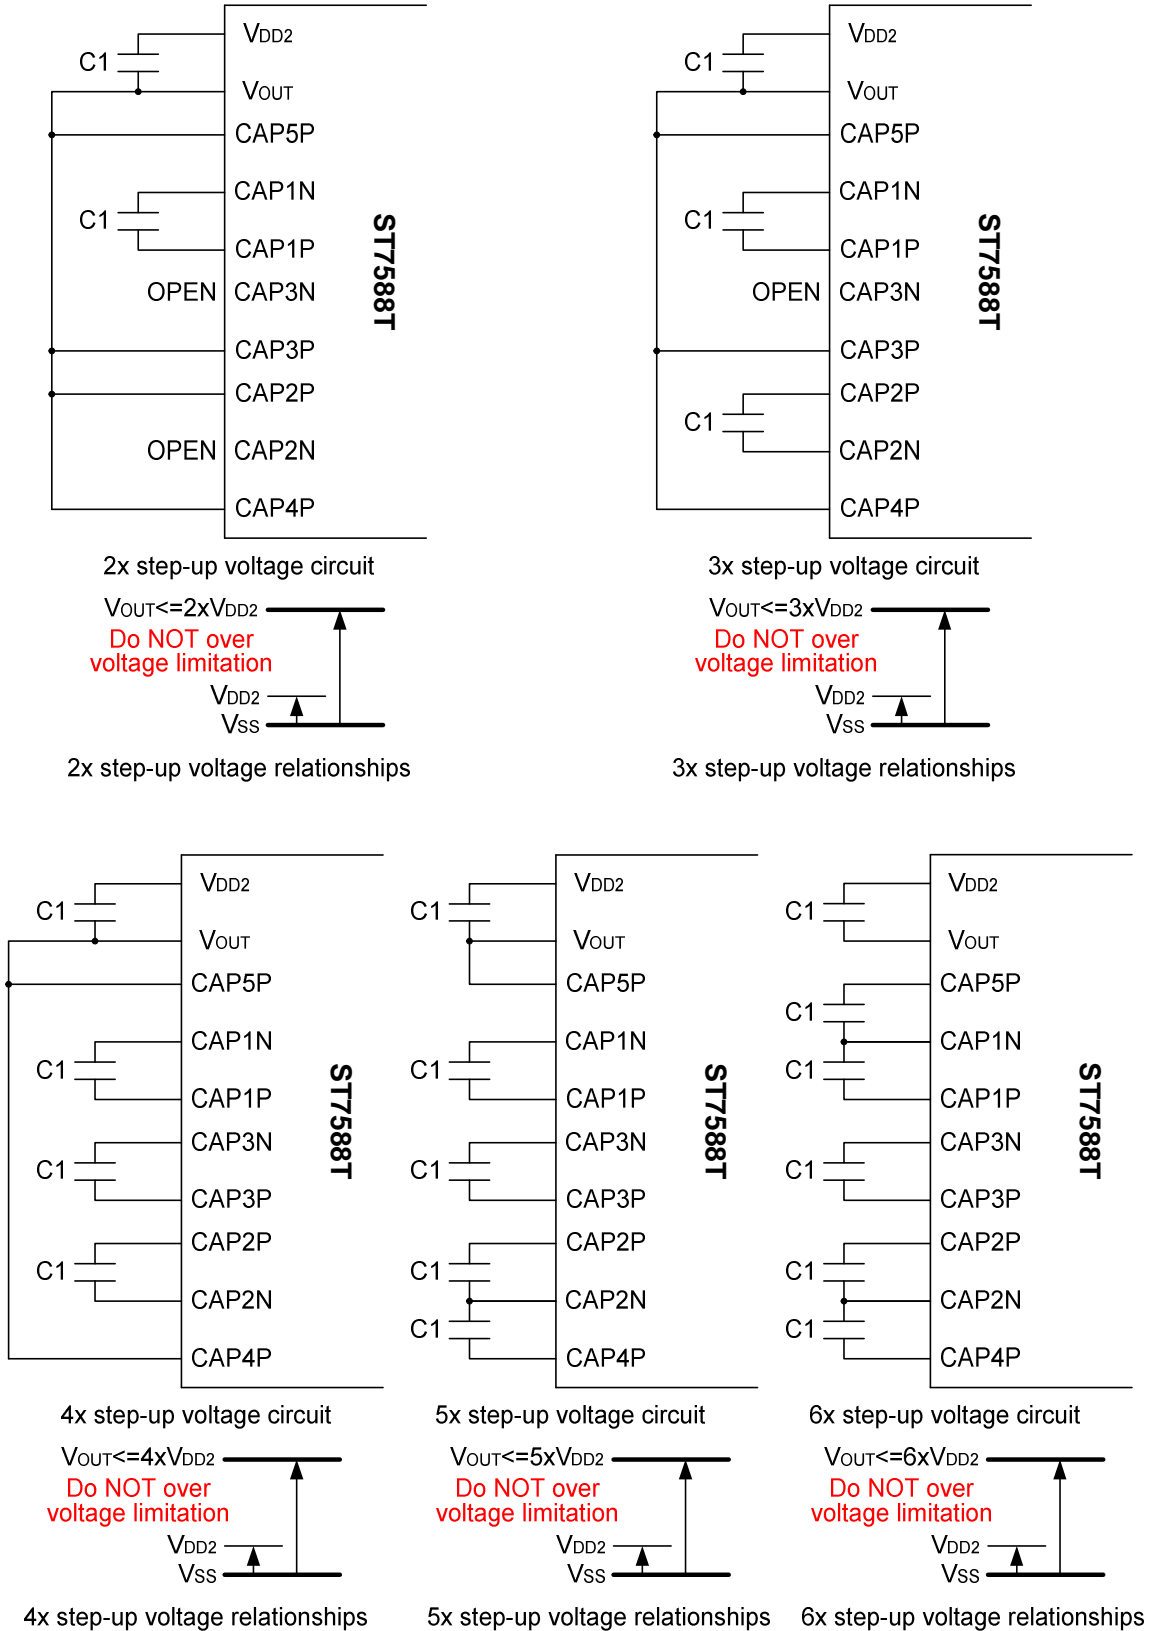 VDD2
C1
VOUT
CAP5P
CAP1N
C1
CAP1P
OPEN CAP3N
CAP3P
CAP2P
OPEN CAP2N
CAP4P
ST7588T
2x step-up voltage circuit
VOUT<=2xVDD2
Do NOT over
voltage limitation
VDD2
VSS
2x step-up voltage relationships
VDD2
C1
VOUT
CAP5P
CAP1N
C1
CAP1P
OPEN CAP3N
CAP3P
CAP2P
C1
CAP2N
CAP4P
ST7588T
3x step-up voltage circuit
VOUT<=3xVDD2
Do NOT over
voltage limitation
VDD2
VSS
3x step-up voltage relationships
VDD2
C1
VOUT
CAP5P
CAP1N
C1
CAP1P
CAP3N
C1
CAP3P
CAP2P
C1
CAP2N
CAP4P
ST7588T
4x step-up voltage circuit
VOUT<=4xVDD2
Do NOT over
voltage limitation
VDD2
VSS
4x step-up voltage relationships
VDD2
C1
VOUT
CAP5P
CAP1N
C1
CAP1P
CAP3N
C1
CAP3P
CAP2P
C1
CAP2N
C1
CAP4P
ST7588T
5x step-up voltage circuit
VOUT<=5xVDD2
Do NOT over
voltage limitation
VDD2
VSS
5x step-up voltage relationships
VDD2
C1
VOUT
CAP5P
C1
CAP1N
C1
CAP1P
CAP3N
C1
CAP3P
CAP2P
C1
CAP2N
C1
CAP4P
ST7588T
6x step-up voltage circuit
VOUT<=6xVDD2
Do NOT over
voltage limitation
VDD2
VSS
6x step-up voltage relationships